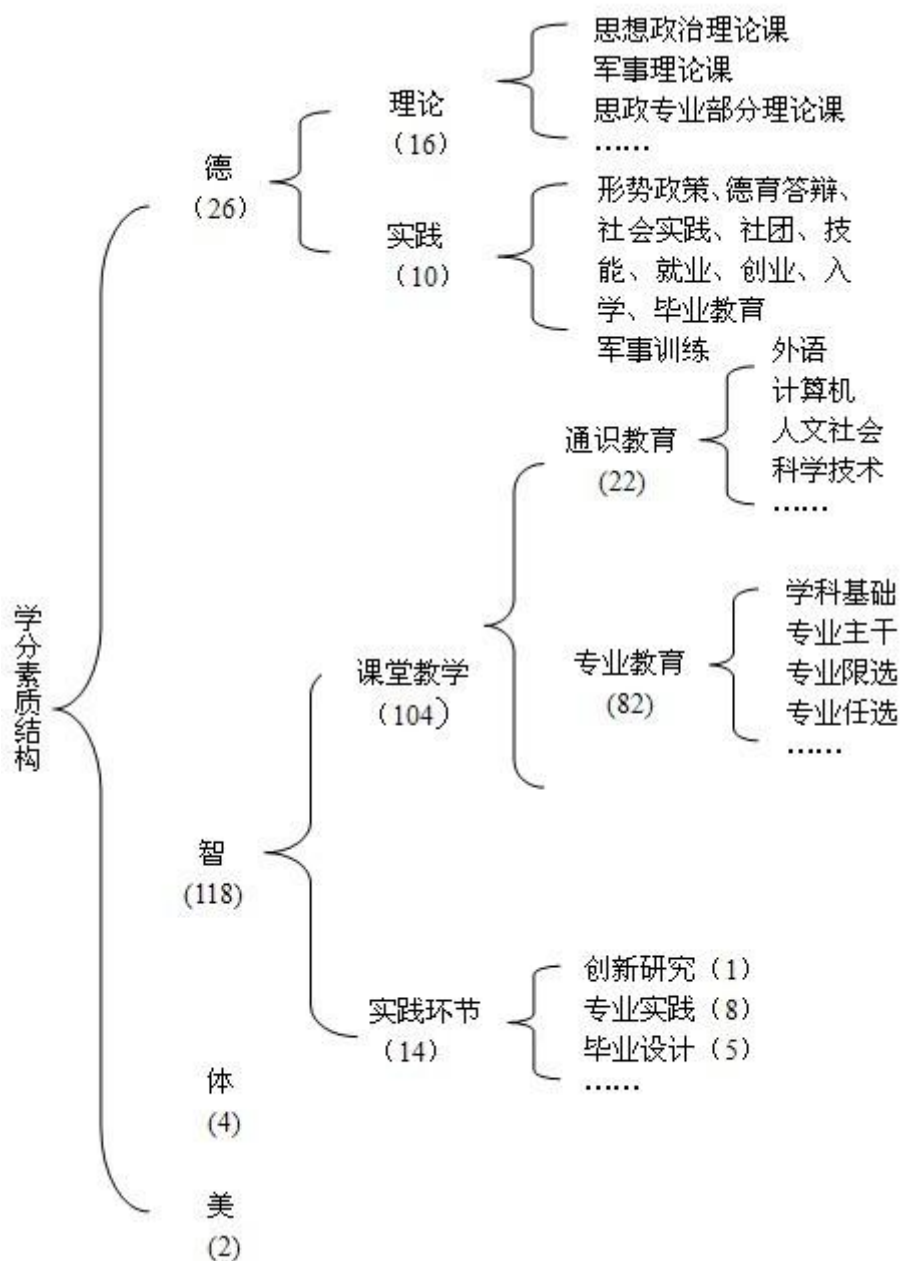 思想政治理论课
军事理论课
思政专业部分理论课
……
理论
（16）
德
(26)
形势政策、德育答辩、
社会实践、社团、技
能、就业、创业、入
学、毕业教育
军事训练
实践
（10）
外语
计算机
人文社会
科学技术
……
通识教育
(22)
学科基础
专业主干
专业限选
专业任选
……
专业教育
(82)
课堂教学
（104）
学分素质结构
智
(118)
创新研究（1）
专业实践（8）
毕业设计（5）
……
实践环节
（14）
体
(4)
美
(2)